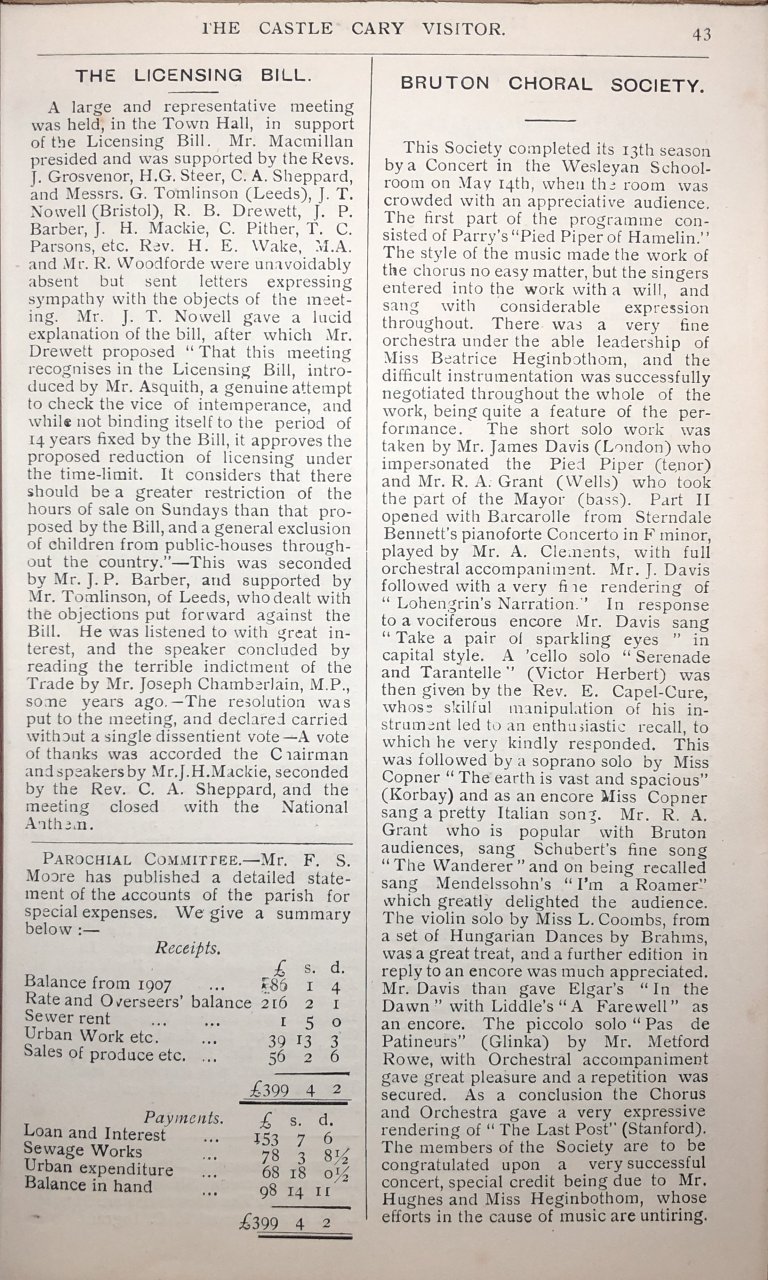 THE CASTLE CARY VISITOR.
43
THE LICENSING BILL.
A large and representative meeting
was held, in the Town Hall, in support
of the Licensing Bill. Mr. Macmillan
presided and was supported by the Revs.
J. Grosvenor, H.G. Steer, C. A. Sheppard,
and Messrs. G. Tomlinson (Leeds), J. T.
Nowell (Bristol), R. B. Drewett, J. P.
Barber, J. H. Mackie, C. Pither, T. C.
Parsons, etc. Rev. H. E. Wake, M.A.
and Mr. R. Woodforde were unavoidably
absent but sent letters expressing
sympathy with the objects of the meet-
ing. Mr. J. T. Nowell gave a lucid
explanation of the bill, after which Mr.
Drewett proposed " That this meeting
recognises in the Licensing Bill, intro-
duced by Mr. Asquith, a genuine attempt
to check the vice of intemperance, and
while not binding itself to the period of
14 years fixed by the Bill, it approves the
proposed reduction of licensing under
the time-limit. It considers that there
should be a greater restriction of the
hours of sale on Sundays than that pro-
posed by the Bill, and a general exclusion
of children from public-houses through-
out the country."—This was seconded
by Mr. J. P. Barber, and supported by
Mr. Tomlinson, of Leeds, who dealt with
the objections put forward against the
Bill. He was listened to with great in-
terest, and the speaker concluded by
reading the terrible indictment of the
Trade by Mr. Joseph Chamberlain, M.P.,
some years ago.—The resolution was
put to the meeting, and declared carried
without a single dissentient vote—A vote
of thanks was accorded the C airman
and speakers by Mr. J.H.Mackie, seconded
by the Rev. C. A. Sheppard, and the
meeting closed with the National
Anthem.
PAROCHIAL COMMITTEE.—Mr. F. S.
Moore has published a detailed state-
ment of the accounts of the parish for
special expenses. We give a summary
below :—
Receipts.
£ s. d.
Balance from 1907 ... £86 1 4
Rate and Overseers' balance 216 2 1
Sewer rent ... ... 1 5 0
Urban Work etc. ... 39 13 3
Sales of produce etc. ... 56 2 6
£399 4 2
Payments. £ s. d.
Loan and Interest ... 153 7 6
Sewage Works ... 78 3 8½
Urban expenditure ... 68 18 0½
Balance in hand ... 98 14 11
£399 4 2
BRUTON CHORAL SOCIETY.
This Society completed its 13th season
by a Concert in the Wesleyan School-
room on May 14th, when the room was
crowded with an appreciative audience.
The first part of the programme con-
sisted of Parry's "Pied Piper of Hamelin."
The style of the music made the work of
the chorus no easy matter, but the singers
entered into the work with a will, and
sang with considerable expression
throughout. There was a very fine
orchestra under the able leadership of
Miss Beatrice Heginbothom, and the
difficult instrumentation was successfully
negotiated throughout the whole of the
work, being quite a feature of the per-
formance. The short solo work was
taken by Mr. James Davis (London) who
impersonated the Pied Piper (tenor)
and Mr. R. A. Grant (Wells) who took
the part of the Mayor (bass). Part II
opened with Barcarolle from Sterndale
Bennett's pianoforte Concerto in F minor,
played by Mr. A. Clements, with full
orchestral accompaniment. Mr. J. Davis
followed with a very fine rendering of
" Lohengrin's Narration." In response
to a vociferous encore Mr. Davis sang
" Take a pair of sparkling eyes " in
capital style. A 'cello solo " Serenade
and Tarantelle " (Victor Herbert) was
then given by the Rev. E. Capel-Cure,
whose skilful manipulation of his in-
strument led to an enthusiastic recall, to
which he very kindly responded. This
was followed by a soprano solo by Miss
Copner " The earth is vast and spacious"
(Korbay) and as an encore Miss Copner
sang a pretty Italian song. Mr. R. A.
Grant who is popular with Bruton
audiences, sang Schubert's fine song
" The Wanderer " and on being recalled
sang Mendelssohn's " I'm a Roamer"
which greatly delighted the audience.
The violin solo by Miss L. Coombs, from
a set of Hungarian Dances by Brahms,
was a great treat, and a further edition in
reply to an encore was much appreciated.
Mr. Davis than gave Elgar's " In the
Dawn " with Liddle's " A Farewell " as
an encore. The piccolo solo " Pas de
Patineurs" (Glinka) by Mr. Metford
Rowe, with Orchestral accompaniment
gave great pleasure and a repetition was
secured. As a conclusion the Chorus
and Orchestra gave a very expressive
rendering of " The Last Post" (Stanford).
The members of the Society are to be
congratulated upon a very successful
concert, special credit being due to Mr.
Hughes and Miss Heginbothom, whose
efforts in the cause of music are untiring.